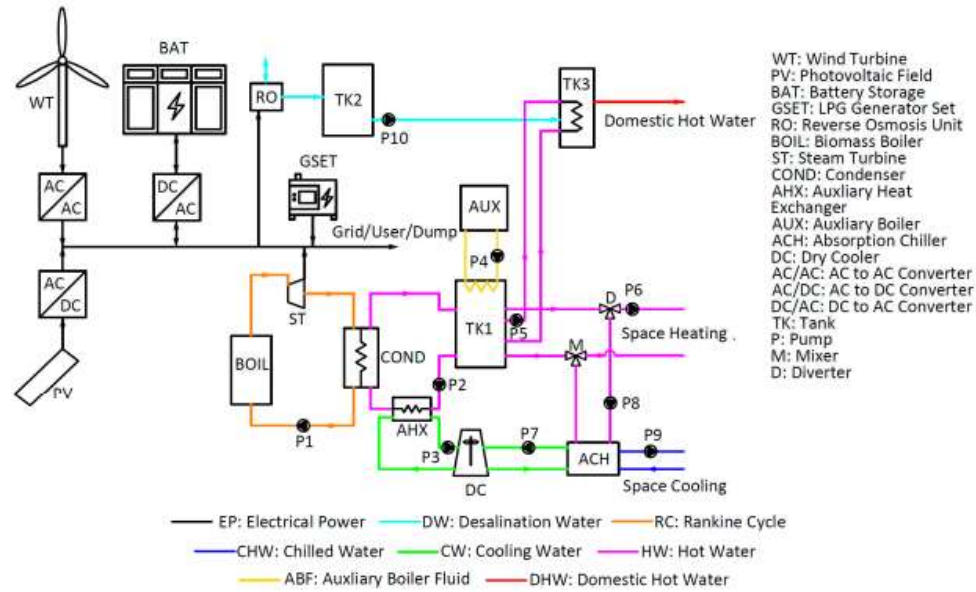 BAT
WT
AC
AC
DC
AC
AC
DC
PV
RO
TK2
P10
TK3
Domestic Hot Water
GSET
Grid/User/Dump
AUX
P4
TK1
P5
D
P6
Space Heating .
M
P8
BOIL
ST
COND
P2
AHX
P1
P3
DC
P7
ACH
P9
Space Cooling
WT: Wind Turbine
PV: Photovoltaic Field
BAT: Battery Storage
GSET: LPG Generator Set
RO: Reverse Osmosis Unit
BOIL: Biomass Boiler
ST: Steam Turbine
COND: Condenser
AHX: Auxliary Heat
Exchanger
AUX: Auxliary Boiler
ACH: Absorption Chiller
DC: Dry Cooler
AC/AC: AC to AC Converter
AC/DC: AC to DC Converter
DC/AC: DC to AC Converter
TK: Tank
P: Pump
M: Mixer
D: Diverter
EP: Electrical Power
DW: Desalination Water
RC: Rankine Cycle
CHW: Chilled Water
CW: Cooling Water
HW: Hot Water
ABF: Auxliary Boiler Fluid
DHW: Domestic Hot Water